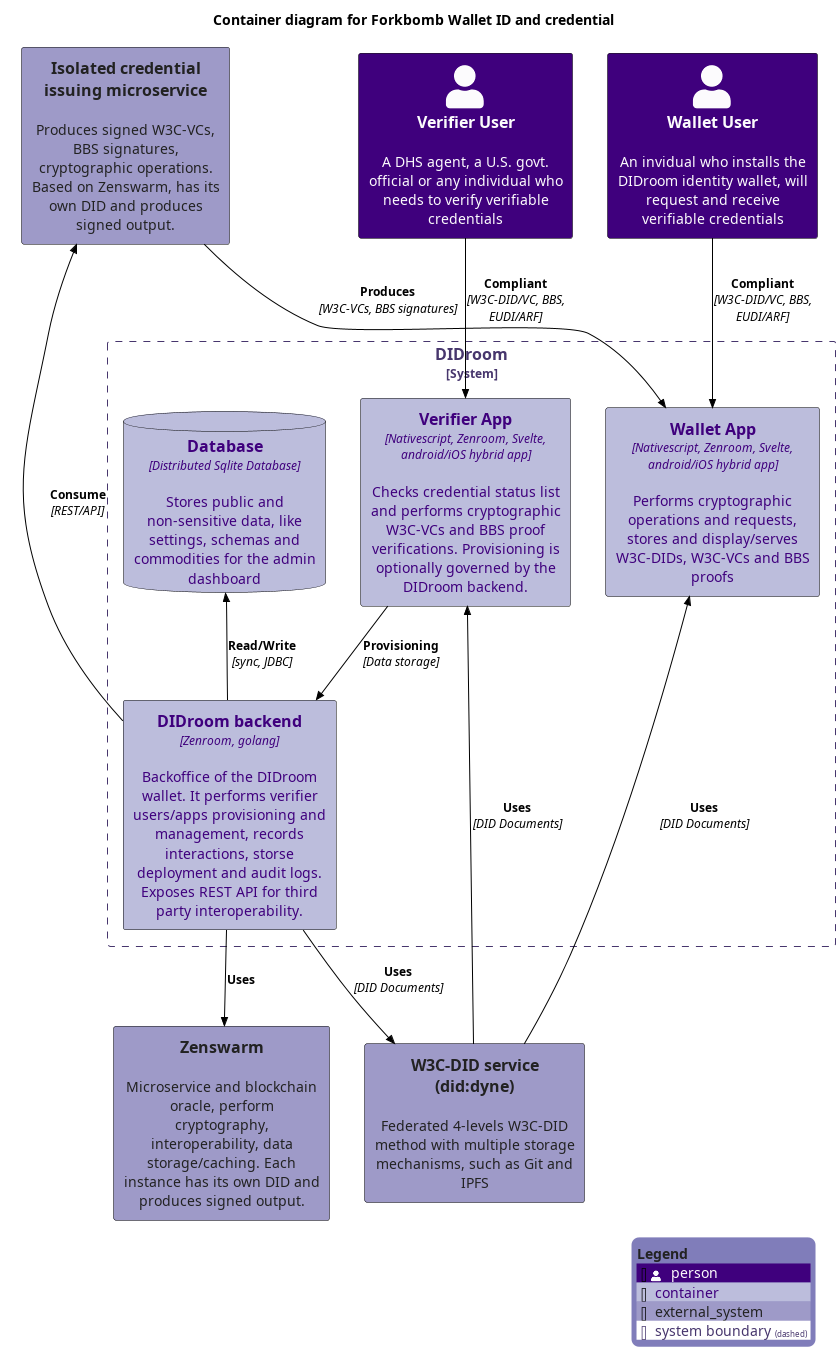 Container diagram for Forkbomb Wallet ID and credential
Isolated credential
issuing microservice
Produces signed W3C-VCs,
BBS signatures,
cryptographic operations.
Based on Zenswarm, has its
own DID and produces
signed output.
Verifier User
A DHS agent, a U.S. govt.
official or any individual who
needs to verify verifiable
credentials
Wallet User
An invidual who installs the
DIDroom identity wallet, will
request and receive
verifiable credentials
Produces
[W3C-VCs, BBS signatures]
Compliant
[W3C-DID/VC, BBS,
EUDI/ARF]
Compliant
[W3C-DID/VC, BBS,
EUDI/ARF]
DIDroom
[System]
Database
[Distributed Sqlite Database]
Stores public and
non-sensitive data, like
settings, schemas and
commodities for the admin
dashboard
Verifier App
[Nativescript, Zenroom, Svelte,
android/iOS hybrid app]
Checks credential status list
and performs cryptographic
W3C-VCs and BBS proof
verifications. Provisioning is
optionally governed by the
DIDroom backend.
Wallet App
[Nativescript, Zenroom, Svelte,
android/iOS hybrid app]
Performs cryptographic
operations and requests,
stores and display/serves
W3C-DIDs, W3C-VCs and BBS
proofs
Consume
[REST/API]
Read/Write
[sync, JDBC]
Provisioning
[Data storage]
DIDroom backend
[Zenroom, golang]
Backoffice of the DIDroom
wallet. It performs verifier
users/apps provisioning and
management, records
interactions, storse
deployment and audit logs.
Exposes REST API for third
party interoperability.
Uses
[DID Documents]
Uses
[DID Documents]
Uses
Uses
[DID Documents]
Zenswarm
Microservice and blockchain
oracle, perform
cryptography,
interoperability, data
storage/caching. Each
instance has its own DID and
produces signed output.
W3C-DID service
(did:dyne)
Federated 4-levels W3C-DID
method with multiple storage
mechanisms, such as Git and
IPFS
Legend
person
container
external_system
system boundary (dashed)